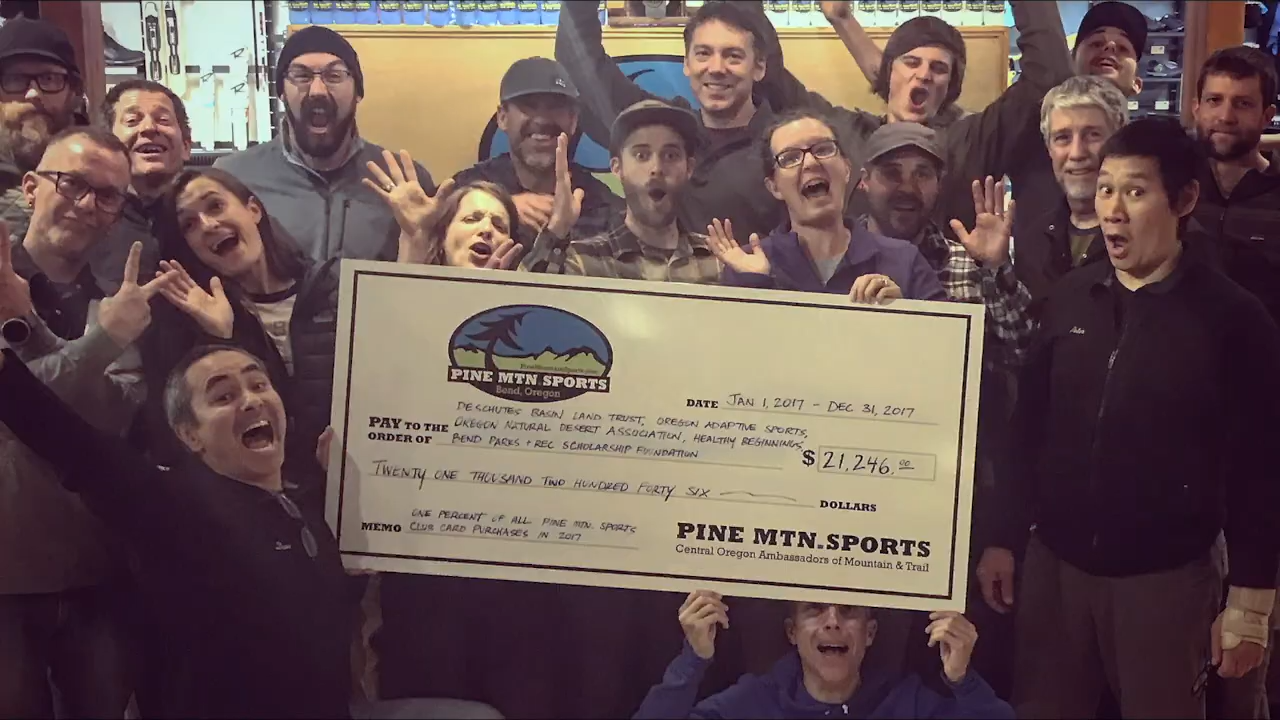 PineMountainSports.com
PINE MTN SPORTS
Bend, Oregon
DATE JAN 1, 2017 - DEC 31, 2017
PAY TO THE ORDER OF
DESCHUTES BASIN LAND TRUST, OREGON ADAPTIVE SPORTS,
OREGON NATURAL DESERT ASSOCIATION, HEALTHY BEGINNINGS,
BEND PARKS + REC SCHOLARSHIP FOUNDATION
$ 21,246.00
TWENTY ONE THOUSAND TWO HUNDRED FORTY SIX
DOLLARS
MEMO
ONE PERCENT OF ALL PINE MTN. SPORTS
CLUB CARD PURCHASES IN 2017
PINE MTN.SPORTS
Central Oregon Ambassadors of Mountain & Trail